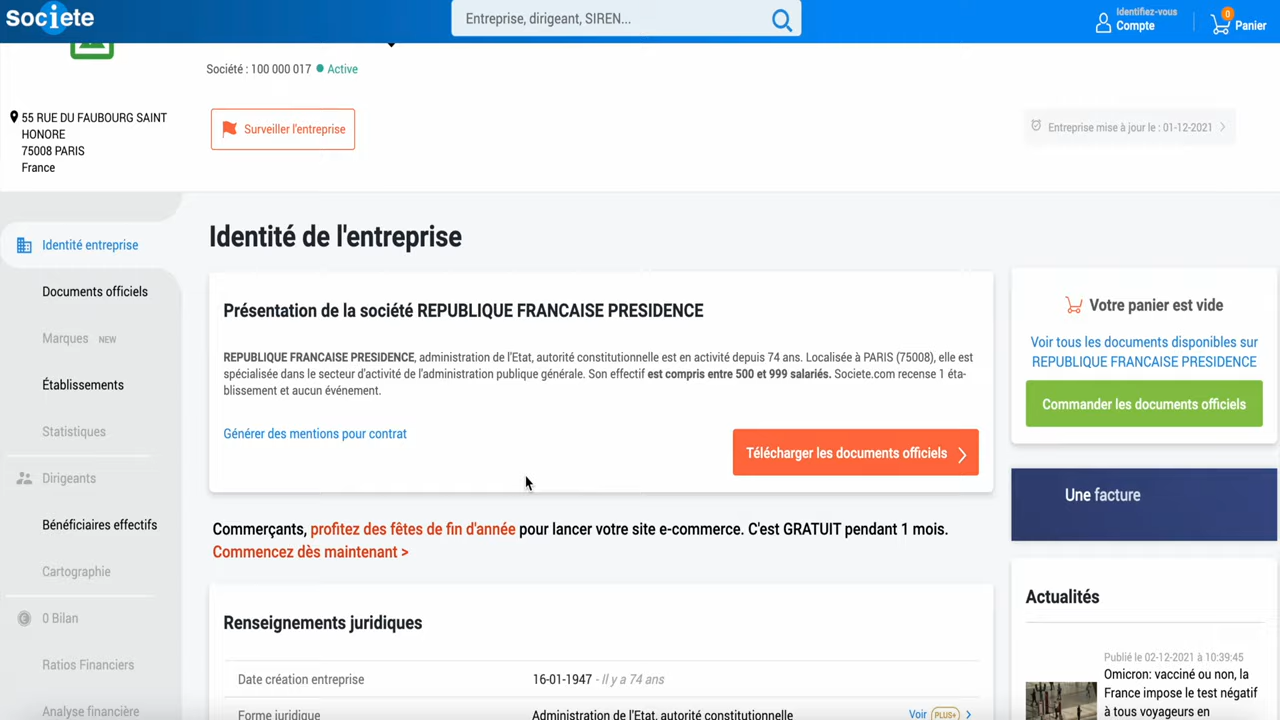 Societe
Entreprise, dirigeant, SIREN...
Identifiez-vous
Compte
0
Panier
Société : 100 000 017 Active
55 RUE DU FAUBOURG SAINT
HONORE
75008 PARIS
France
Surveiller l'entreprise
Entreprise mise à jour le : 01-12-2021
Identité entreprise
Documents officiels
Marques NEW
Établissements
Statistiques
Dirigeants
Bénéficiaires effectifs
Cartographie
0 Bilan
Ratios Financiers
Analyse financière
Identité de l'entreprise
Présentation de la société REPUBLIQUE FRANCAISE PRESIDENCE
REPUBLIQUE FRANCAISE PRESIDENCE, administration de l'Etat, autorité constitutionnelle est en activité depuis 74 ans. Localisée à PARIS (75008), elle est
spécialisée dans le secteur d'activité de l'administration publique générale. Son effectif est compris entre 500 et 999 salariés. Societe.com recense 1 éta-
blissement et aucun événement.
Générer des mentions pour contrat
Télécharger les documents officiels
Commerçants, profitez des fêtes de fin d'année pour lancer votre site e-commerce. C'est GRATUIT pendant 1 mois.
Commencez dès maintenant >
Renseignements juridiques
Date création entreprise 16-01-1947 - Il y a 74 ans
Forme juridique Administration de l'Etat, autorité constitutionnelle Voir PLUS+
Votre panier est vide
Voir tous les documents disponibles sur
REPUBLIQUE FRANCAISE PRESIDENCE
Commander les documents officiels
Une facture
Actualités
Publié le 02-12-2021 à 10:39:45
Omicron: vacciné ou non, la
France impose le test négatif
à tous voyageurs en